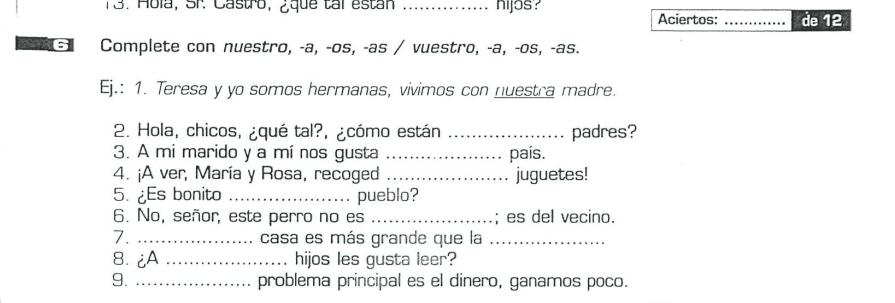 13. Hola, Sr. Castro, ¿qué tal están ............... hijos?
Aciertos: ............. de 12
6 Complete con nuestro, -a, -os, -as / vuestro, -a, -os, -as.
Ej.: 1. Teresa y yo somos hermanas, vivimos con nuestra madre.
2. Hola, chicos, ¿qué tal?, ¿cómo están .................... padres?
3. A mi marido y a mí nos gusta .................... país.
4. ¡A ver, María y Rosa, recoged ..................... juguetes!
5. ¿Es bonito ..................... pueblo?
6. No, señor, este perro no es .....................; es del vecino.
7. .................... casa es más grande que la ....................
8. ¿A ..................... hijos les gusta leer?
9. .................... problema principal es el dinero, ganamos poco.